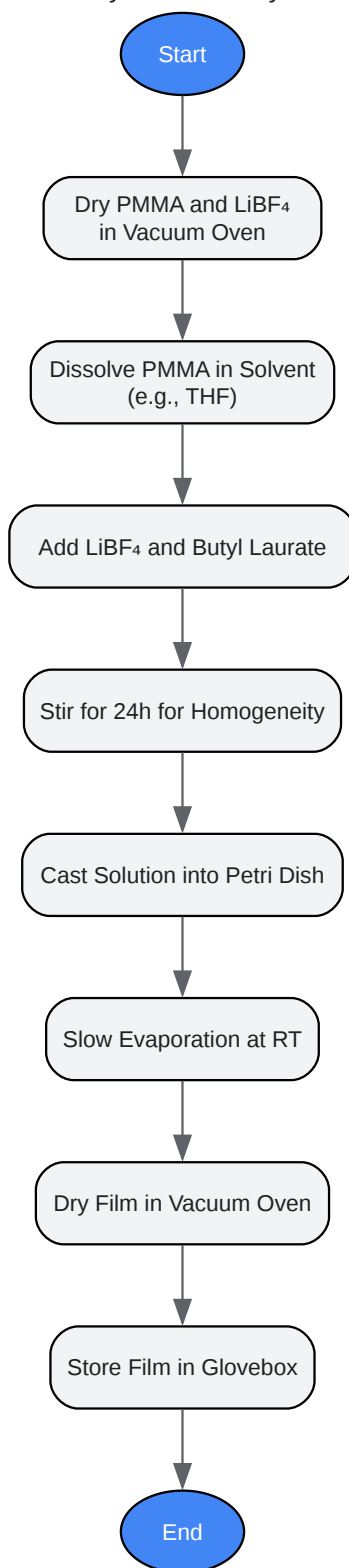 Start
Dry PMMA and LiBF₄
in Vacuum Oven
Dissolve PMMA in Solvent
(e.g., THF)
Add LiBF₄ and Butyl Laurate
Stir for 24h for Homogeneity
Cast Solution into Petri Dish
Slow Evaporation at RT
Dry Film in Vacuum Oven
Store Film in Glovebox
End